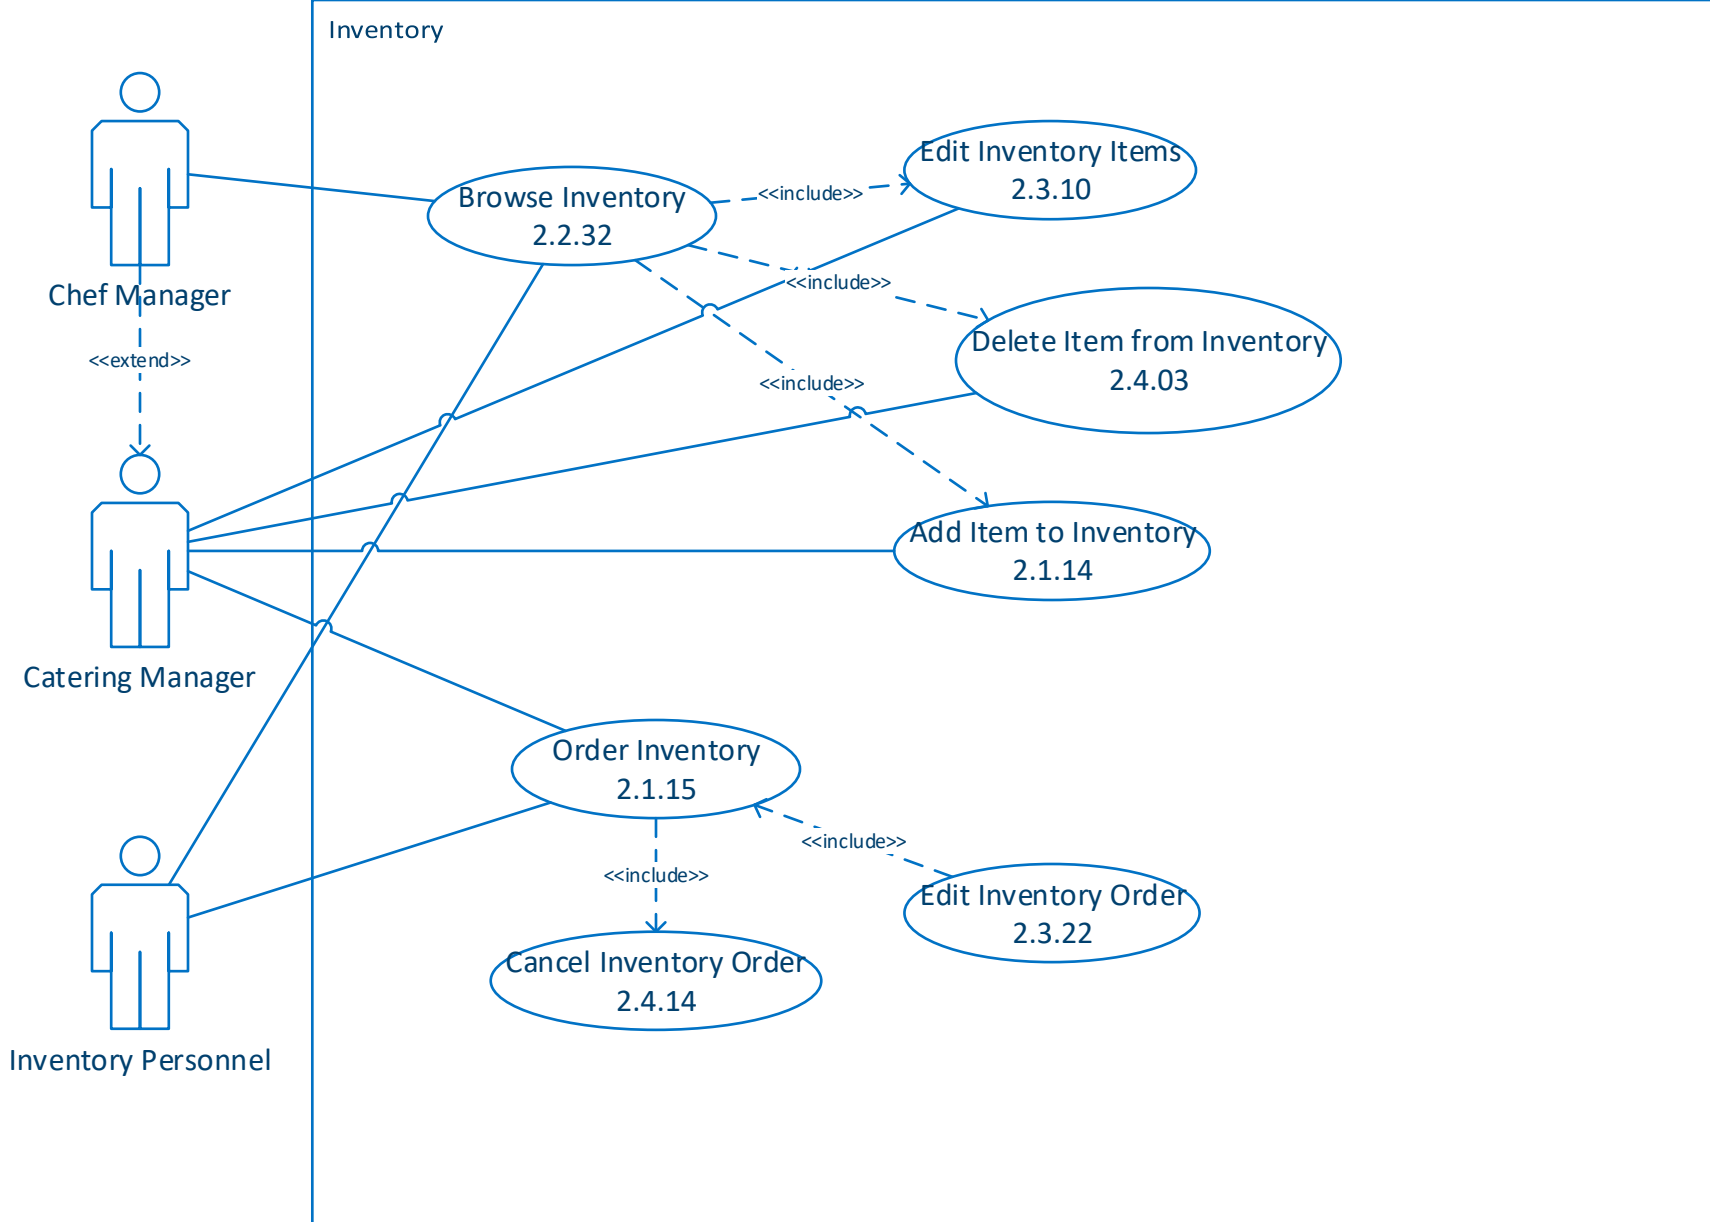 Inventory
Edit Inventory Items
2.3.10
Browse Inventory
2.2.32
<<include>>
<<include>>
Chef Manager
Delete Item from Inventory
2.4.03
<<extend>>
<<include>>
Add Item to Inventory
2.1.14
Catering Manager
Order Inventory
2.1.15
<<include>>
<<include>>
Edit Inventory Order
2.3.22
Cancel Inventory Order
2.4.14
Inventory Personnel